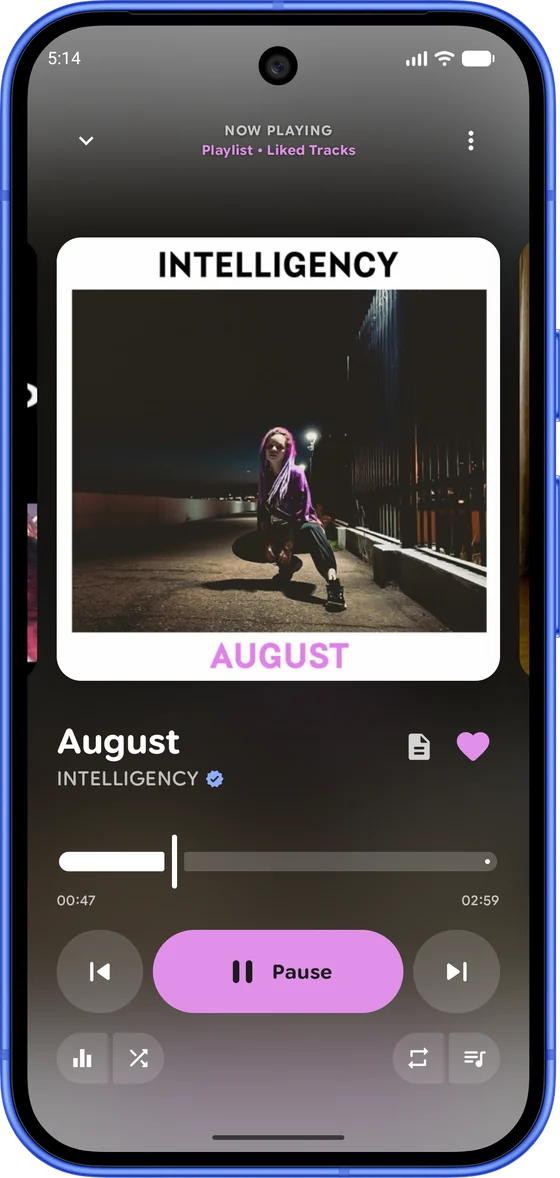 5:14
NOW PLAYING
Playlist • Liked Tracks
INTELLIGENCY
AUGUST
August
INTELLIGENCY
00:47
02:59
Pause